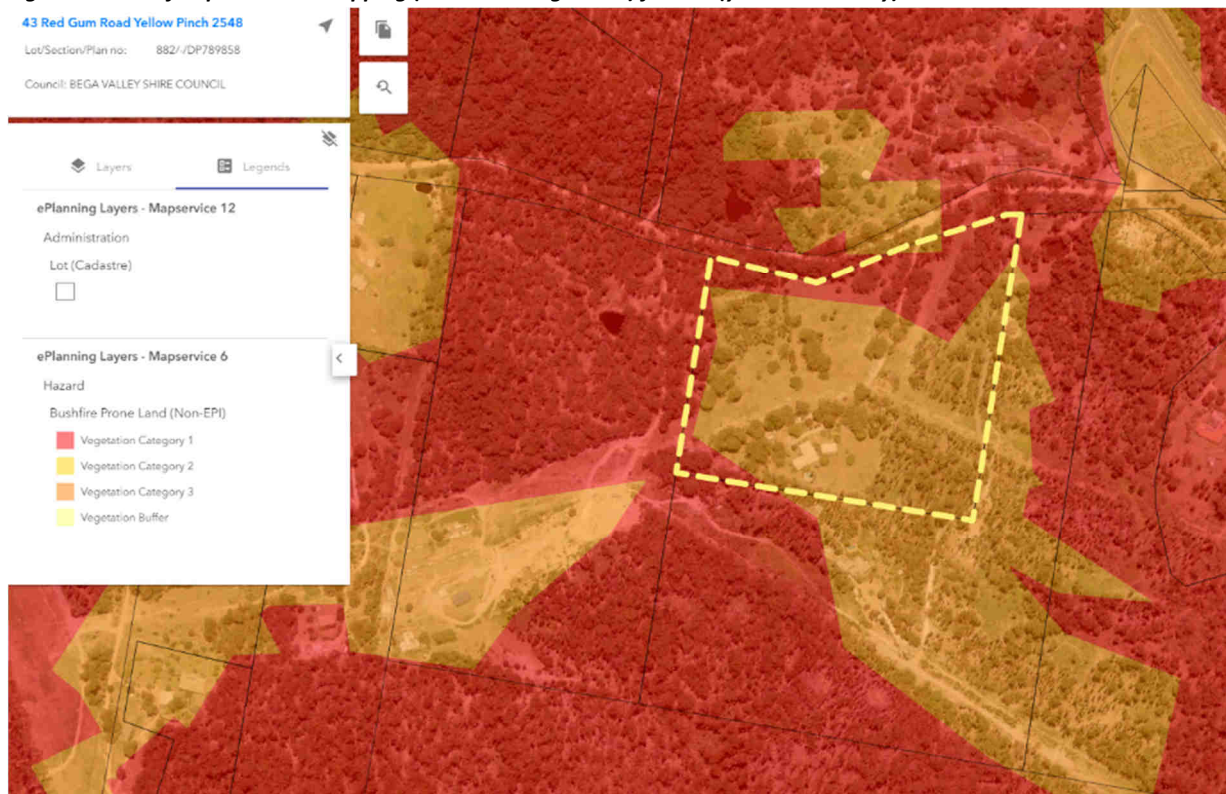 43 Red Gum Road Yellow Pinch 2548
Lot/Section/Plan no: 882/-/DP789858
Council: BEGA VALLEY SHIRE COUNCIL
Layers
Legends
ePlanning Layers - Mapservice 12
Administration
Lot (Cadastre)
ePlanning Layers - Mapservice 6
Hazard
Bushfire Prone Land (Non-EPI)
Vegetation Category 1
Vegetation Category 2
Vegetation Category 3
Vegetation Buffer